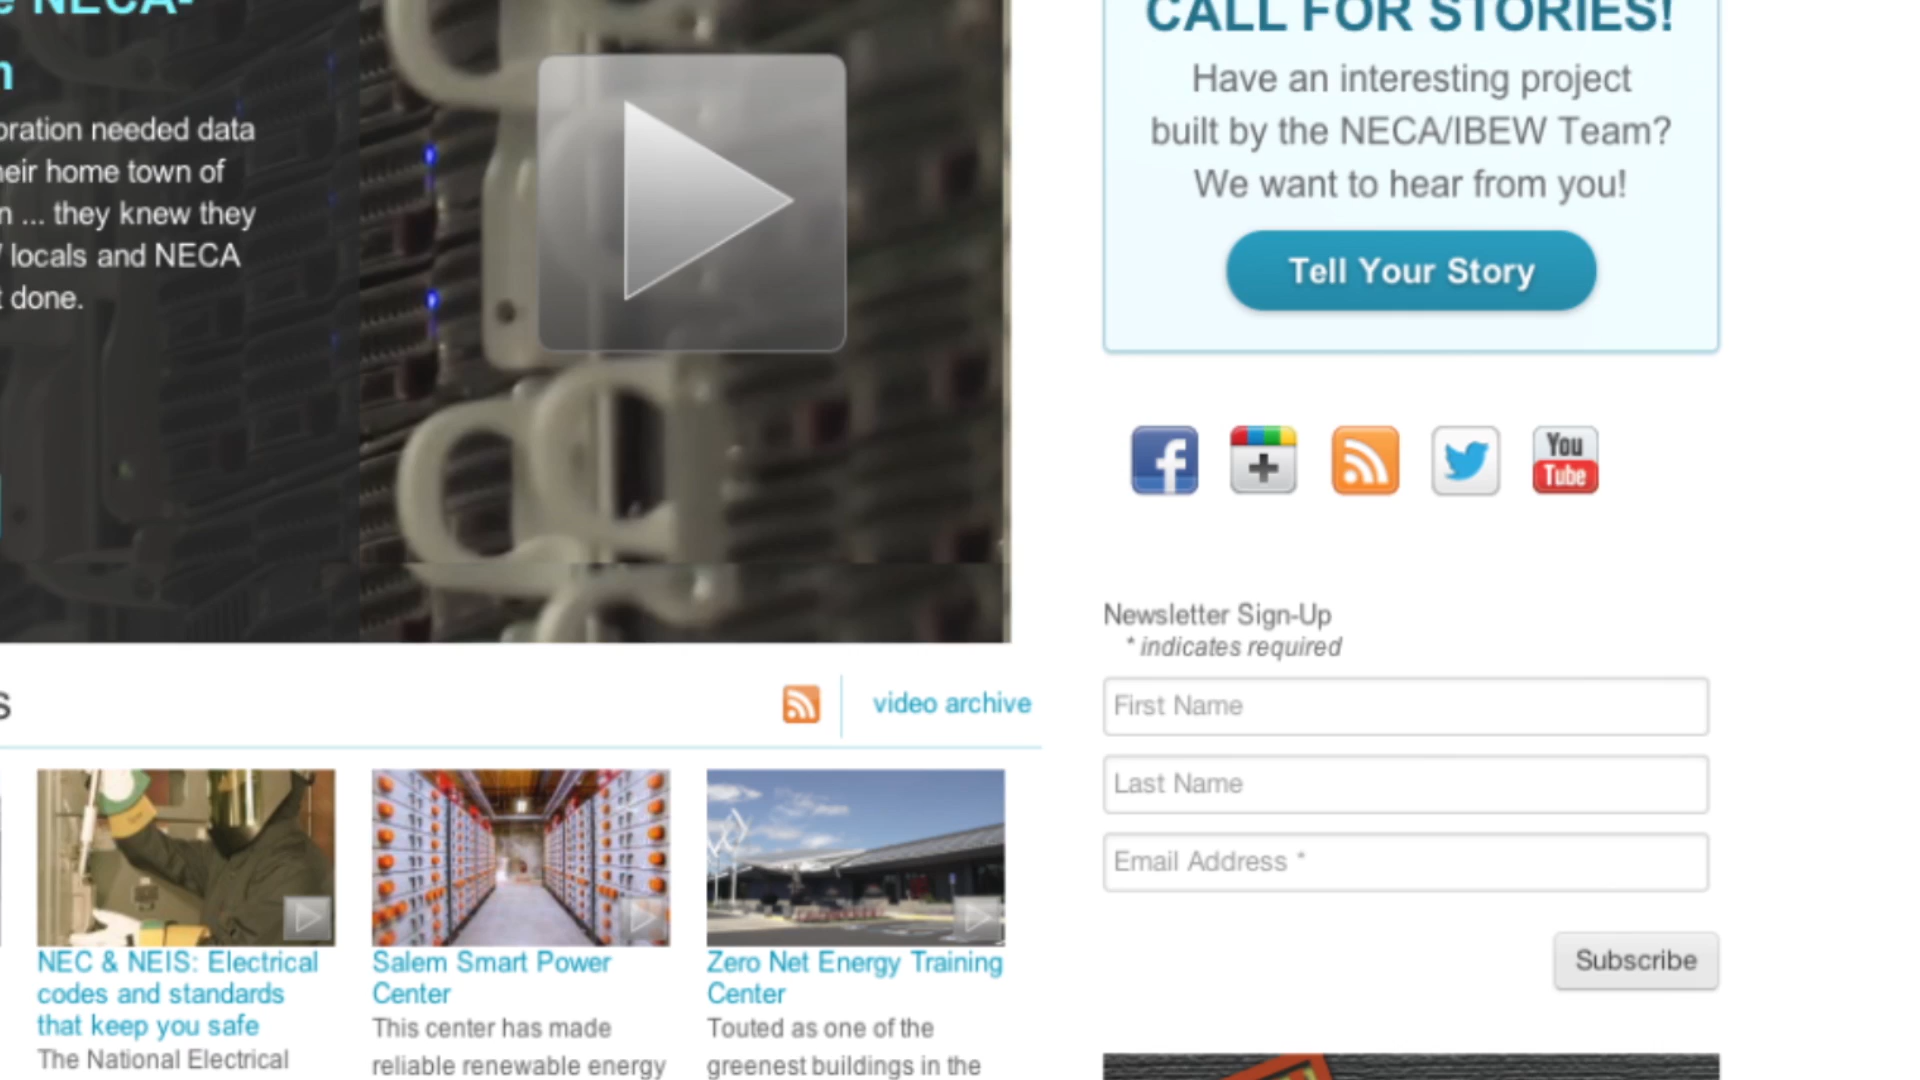 NECA-
CALL FOR STORIES!
Have an interesting project
built by the NECA/IBEW Team?
We want to hear from you!
Tell Your Story
needed data
home town of
... they knew they
locals and NECA
done.
f
+
You
Tube
Newsletter Sign-Up
* indicates required
First Name
Last Name
Email Address *
Subscribe
video archive
NEC & NEIS: Electrical
codes and standards
that keep you safe
The National Electrical
Salem Smart Power
Center
This center has made
reliable renewable energy
Zero Net Energy Training
Center
Touted as one of the
greenest buildings in the